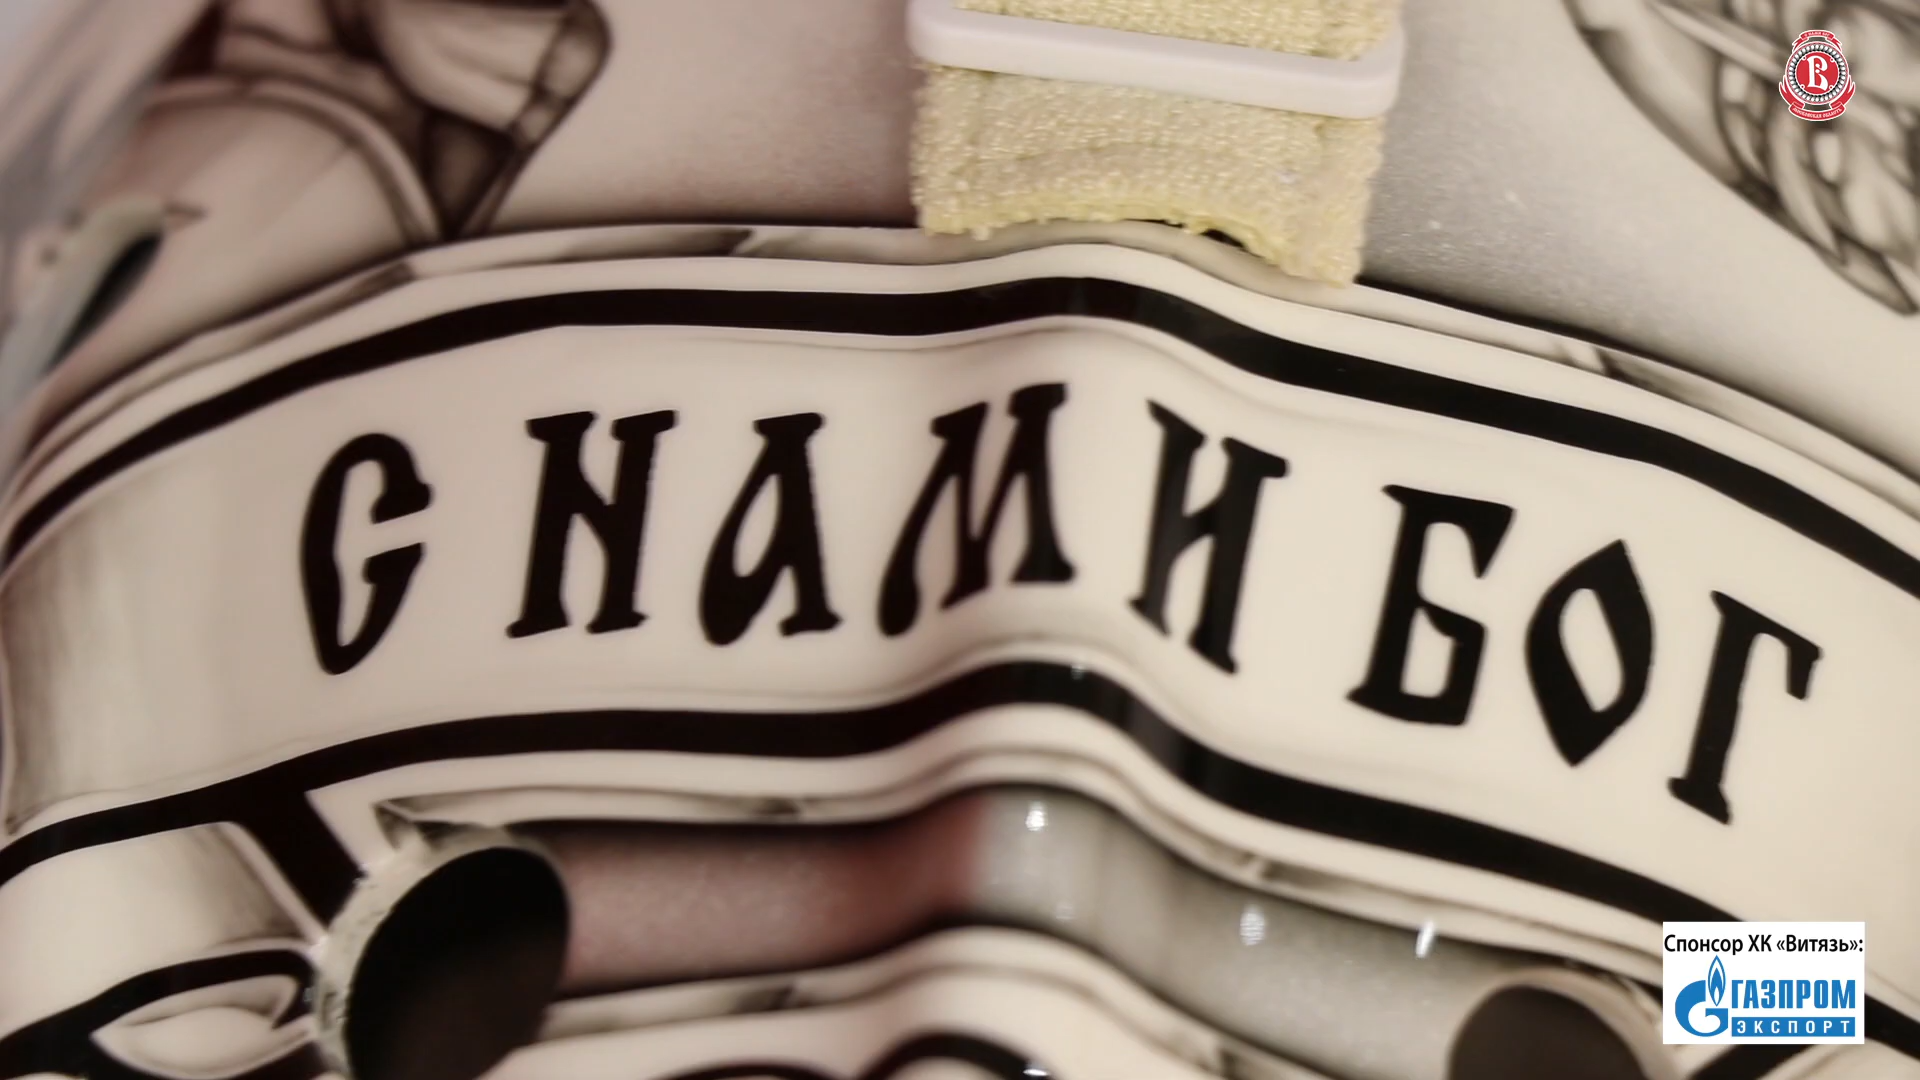 С НАМИ БОГ
В
Спонсор ХК «Витязь»:
ГАЗПРОМ
ЭКСПОРТ